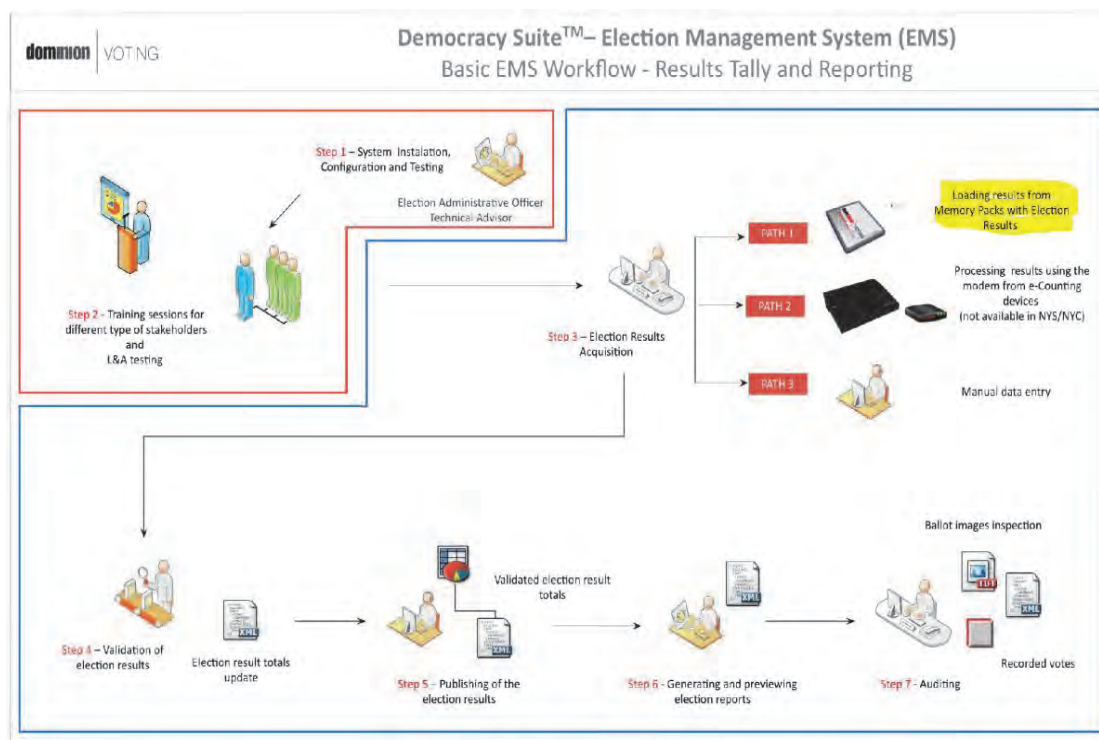 dominion | VOTING
Democracy Suite™– Election Management System (EMS)
Basic EMS Workflow - Results Tally and Reporting
Step 1 – System Instalation,
Configuration and Testing
Election Administrative Officer
Technical Advisor
Step 2 - Training sessions for
different type of stakeholders
and
L&A testing
Step 3 – Election Results
Acquisition
PATH 1
Loading results from
Memory Packs with Election
Results
PATH 2
Processing results using the
modem from e-Counting
devices
(not available in NYS/NYC)
PATH 3
Manual data entry
Step 4 – Validation of
election results
XML
Election result totals
update
Validated election result
totals
XML
Step 5 - Publishing of the
election results
XML
Step 6 - Generating and previewing
election reports
Ballot images inspection
XML
Recorded votes
Step 7 - Auditing